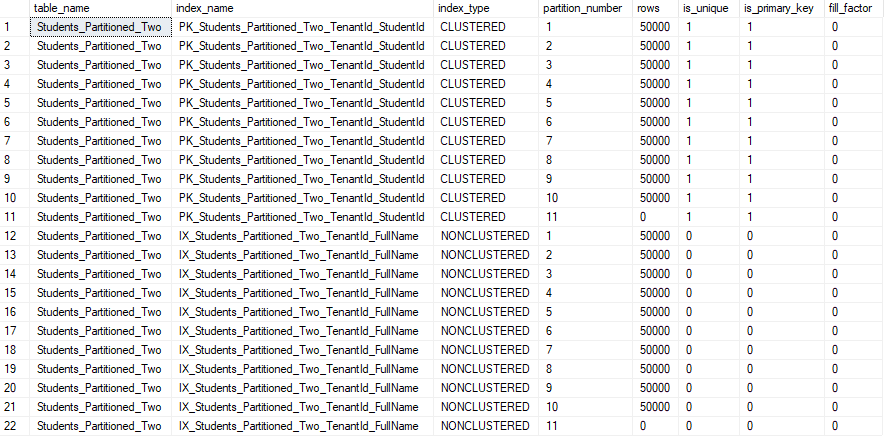 table_name index_name index_type partition_number rows is_unique is_primary_key fill_factor
1 Students_Partitioned_Two PK_Students_Partitioned_Two_TenantId_StudentId CLUSTERED 1 50000 1 1 0
2 Students_Partitioned_Two PK_Students_Partitioned_Two_TenantId_StudentId CLUSTERED 2 50000 1 1 0
3 Students_Partitioned_Two PK_Students_Partitioned_Two_TenantId_StudentId CLUSTERED 3 50000 1 1 0
4 Students_Partitioned_Two PK_Students_Partitioned_Two_TenantId_StudentId CLUSTERED 4 50000 1 1 0
5 Students_Partitioned_Two PK_Students_Partitioned_Two_TenantId_StudentId CLUSTERED 5 50000 1 1 0
6 Students_Partitioned_Two PK_Students_Partitioned_Two_TenantId_StudentId CLUSTERED 6 50000 1 1 0
7 Students_Partitioned_Two PK_Students_Partitioned_Two_TenantId_StudentId CLUSTERED 7 50000 1 1 0
8 Students_Partitioned_Two PK_Students_Partitioned_Two_TenantId_StudentId CLUSTERED 8 50000 1 1 0
9 Students_Partitioned_Two PK_Students_Partitioned_Two_TenantId_StudentId CLUSTERED 9 50000 1 1 0
10 Students_Partitioned_Two PK_Students_Partitioned_Two_TenantId_StudentId CLUSTERED 10 50000 1 1 0
11 Students_Partitioned_Two PK_Students_Partitioned_Two_TenantId_StudentId CLUSTERED 11 0 1 1 0
12 Students_Partitioned_Two IX_Students_Partitioned_Two_TenantId_FullName NONCLUSTERED 1 50000 0 0 0
13 Students_Partitioned_Two IX_Students_Partitioned_Two_TenantId_FullName NONCLUSTERED 2 50000 0 0 0
14 Students_Partitioned_Two IX_Students_Partitioned_Two_TenantId_FullName NONCLUSTERED 3 50000 0 0 0
15 Students_Partitioned_Two IX_Students_Partitioned_Two_TenantId_FullName NONCLUSTERED 4 50000 0 0 0
16 Students_Partitioned_Two IX_Students_Partitioned_Two_TenantId_FullName NONCLUSTERED 5 50000 0 0 0
17 Students_Partitioned_Two IX_Students_Partitioned_Two_TenantId_FullName NONCLUSTERED 6 50000 0 0 0
18 Students_Partitioned_Two IX_Students_Partitioned_Two_TenantId_FullName NONCLUSTERED 7 50000 0 0 0
19 Students_Partitioned_Two IX_Students_Partitioned_Two_TenantId_FullName NONCLUSTERED 8 50000 0 0 0
20 Students_Partitioned_Two IX_Students_Partitioned_Two_TenantId_FullName NONCLUSTERED 9 50000 0 0 0
21 Students_Partitioned_Two IX_Students_Partitioned_Two_TenantId_FullName NONCLUSTERED 10 50000 0 0 0
22 Students_Partitioned_Two IX_Students_Partitioned_Two_TenantId_FullName NONCLUSTERED 11 0 0 0 0